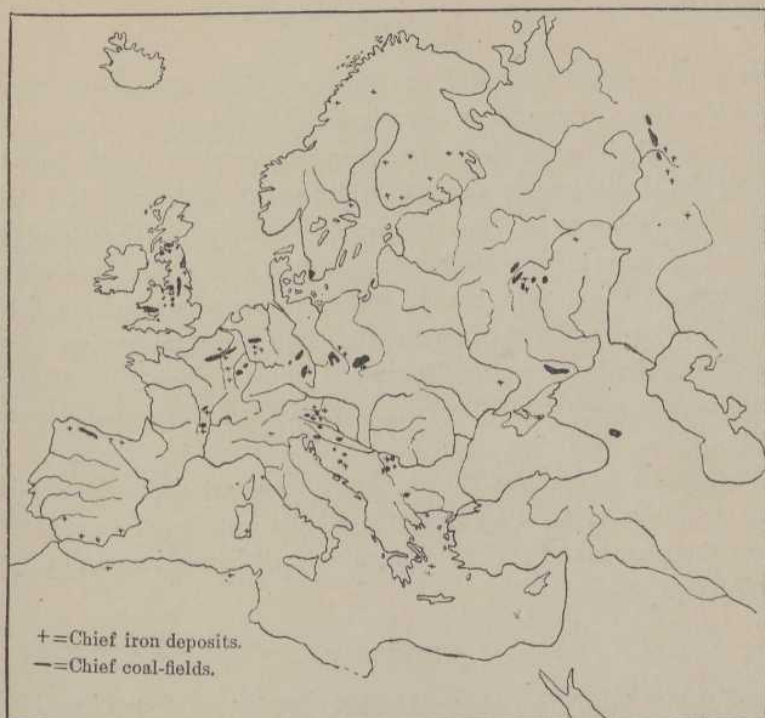 +=Chief iron deposits.
━=Chief coal-fields.